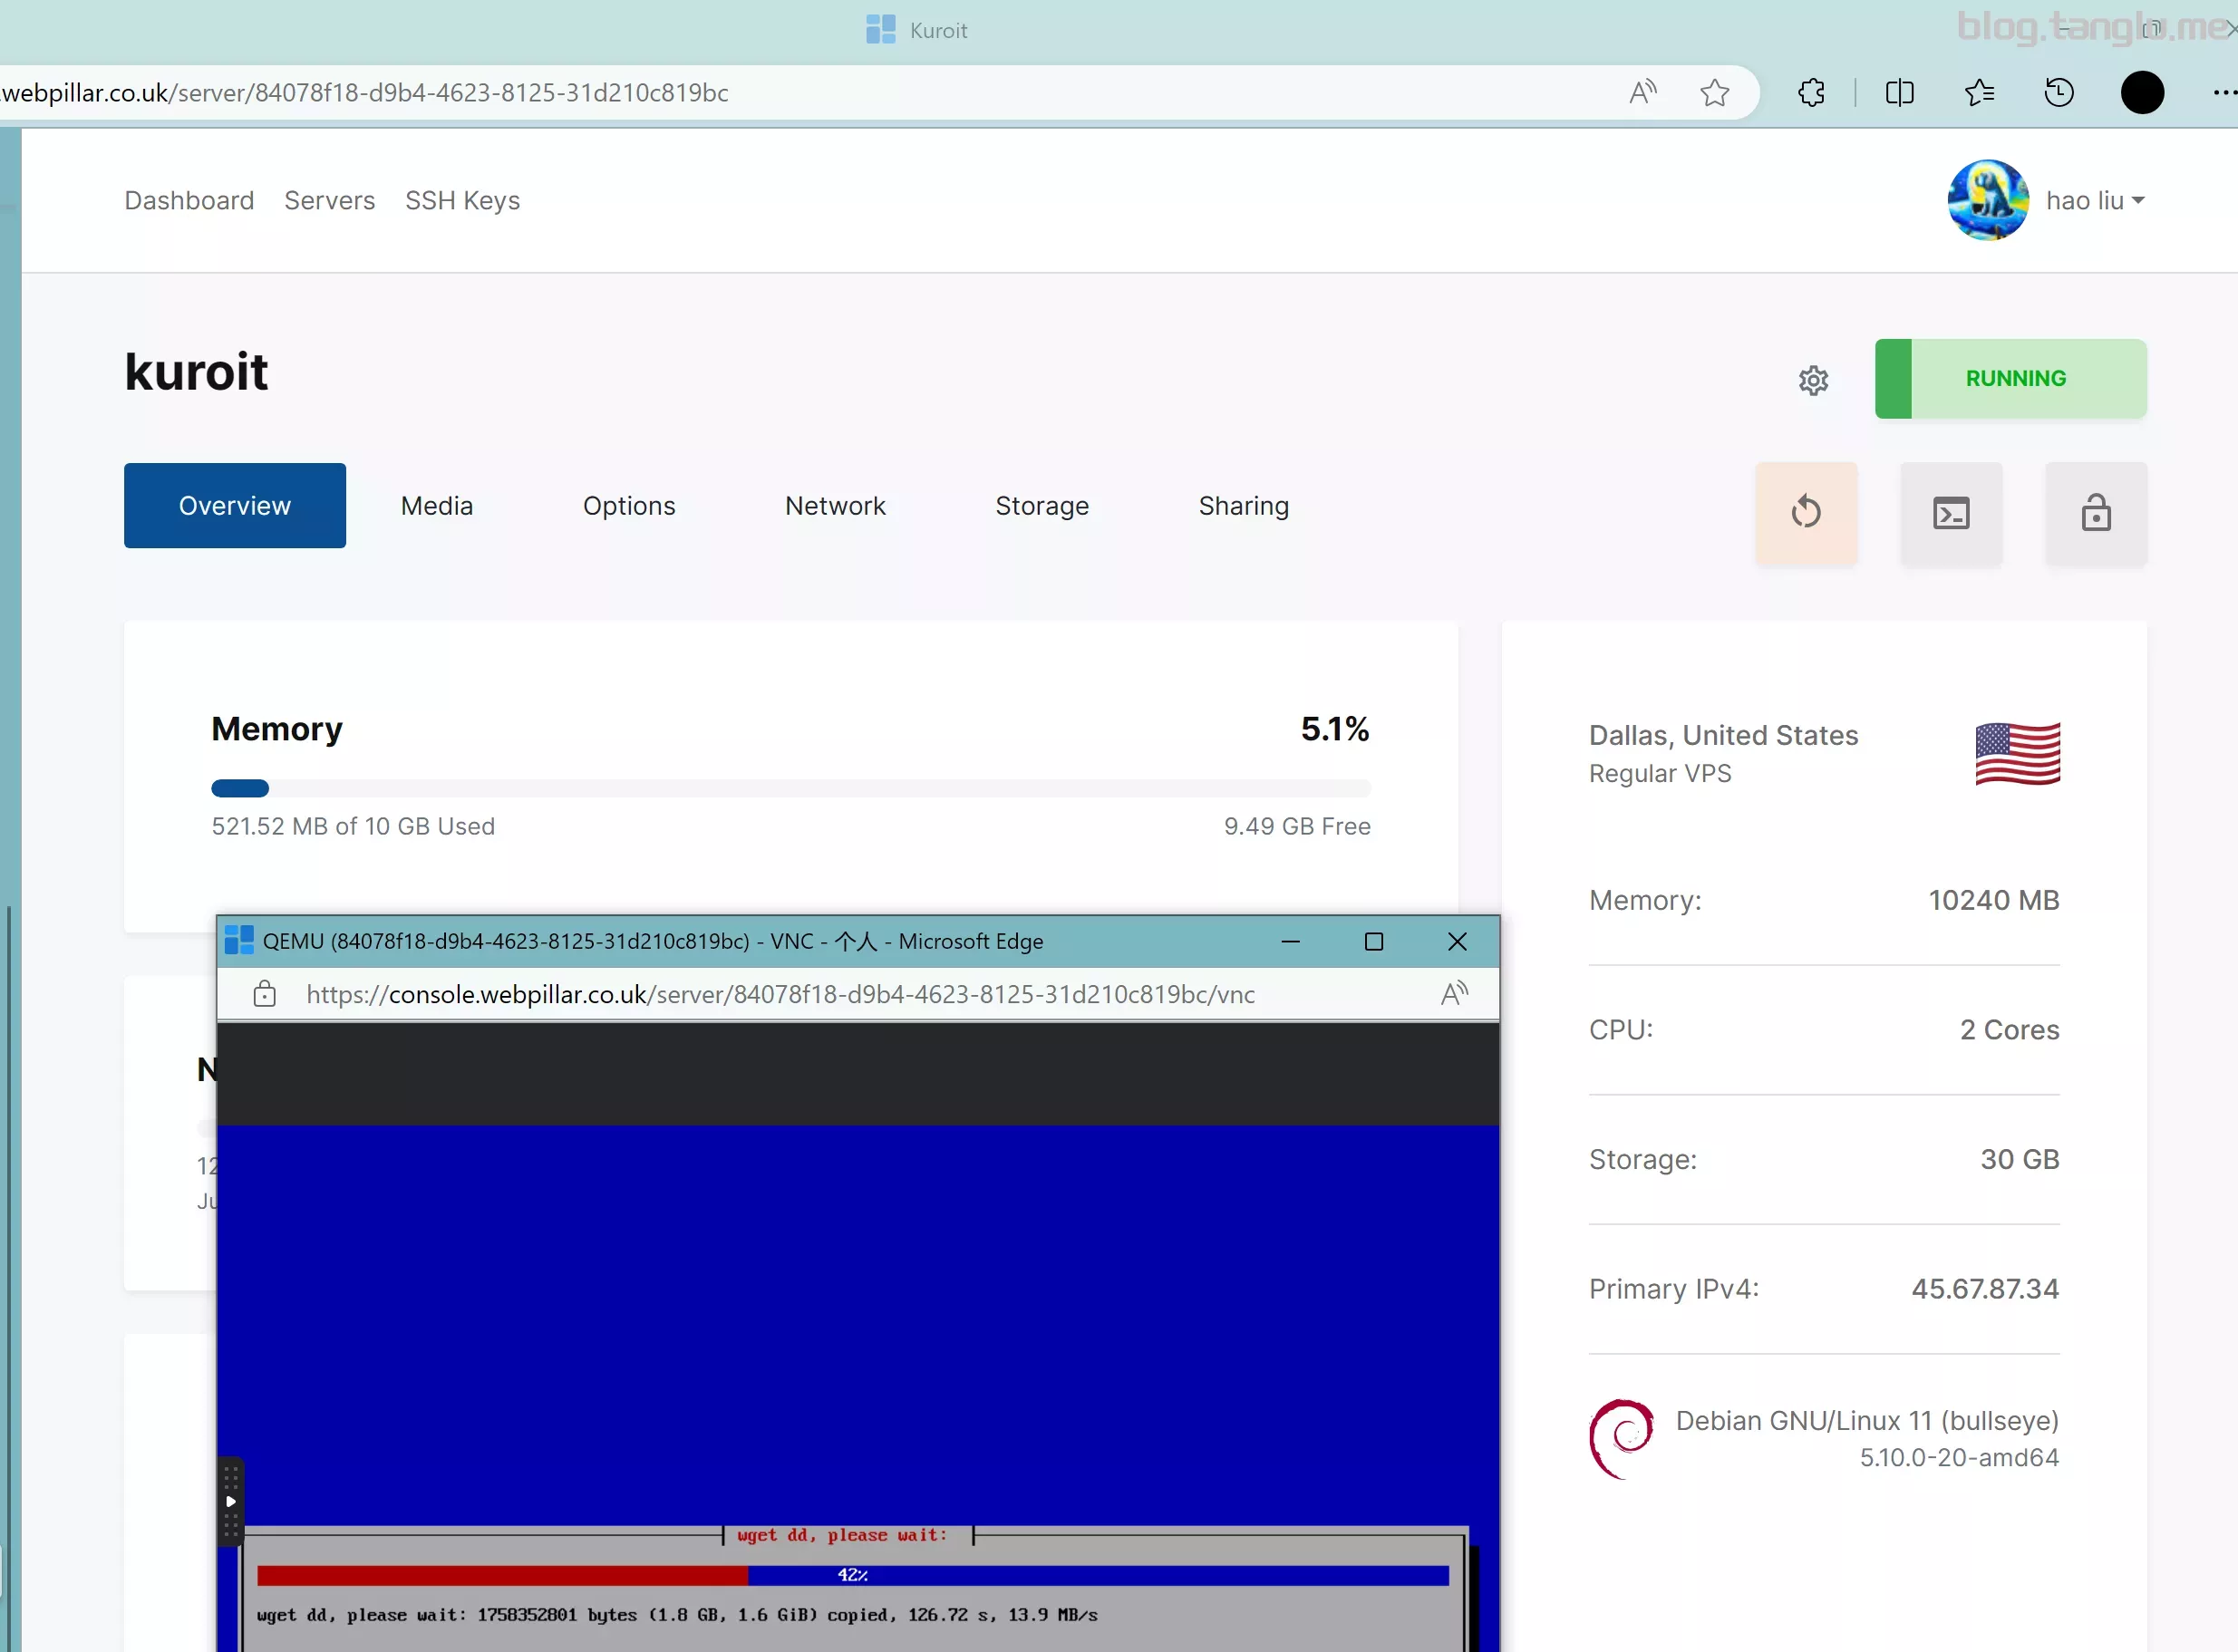 Kuroit
blog.tanglu.me
.webpillar.co.uk/server/84078f18-d9b4-4623-8125-31d210c819bc
Dashboard Servers SSH Keys
hao liu
kuroit
RUNNING
Overview Media Options Network Storage Sharing
Memory 5.1%
521.52 MB of 10 GB Used 9.49 GB Free
Dallas, United States
Regular VPS
Memory: 10240 MB
CPU: 2 Cores
Storage: 30 GB
Primary IPv4: 45.67.87.34
Debian GNU/Linux 11 (bullseye)
5.10.0-20-amd64
QEMU (84078f18-d9b4-4623-8125-31d210c819bc) - VNC - 个人 - Microsoft Edge
https://console.webpillar.co.uk/server/84078f18-d9b4-4623-8125-31d210c819bc/vnc
N
12
Ju
wget dd, please wait:
42%
wget dd, please wait: 1758352801 bytes (1.8 GB, 1.6 GiB) copied, 126.72 s, 13.9 MB/s